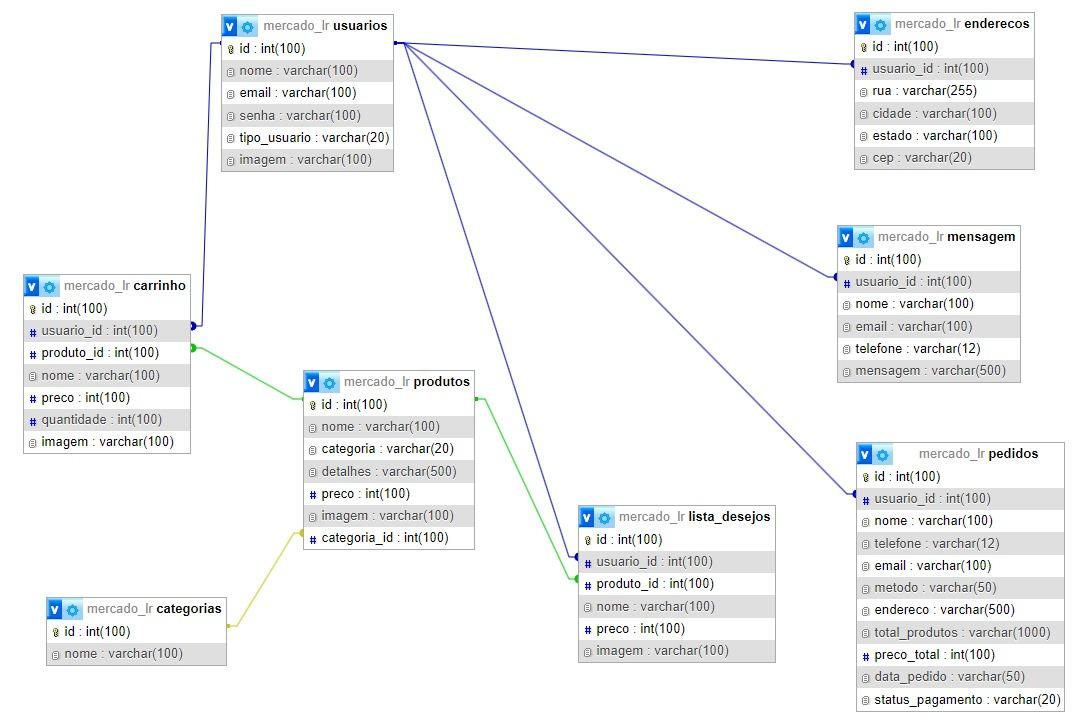 mercado_lr usuarios
id : int(100)
nome : varchar(100)
email : varchar(100)
senha : varchar(100)
tipo_usuario : varchar(20)
imagem : varchar(100)
mercado_lr enderecos
id : int(100)
# usuario_id : int(100)
rua : varchar(255)
cidade : varchar(100)
estado : varchar(100)
cep : varchar(20)
mercado_lr mensagem
id : int(100)
# usuario_id : int(100)
nome : varchar(100)
email : varchar(100)
telefone : varchar(12)
mensagem : varchar(500)
mercado_lr carrinho
id : int(100)
# usuario_id : int(100)
# produto_id : int(100)
nome : varchar(100)
# preco : int(100)
# quantidade : int(100)
imagem : varchar(100)
mercado_lr produtos
id : int(100)
nome : varchar(100)
categoria : varchar(20)
detalhes : varchar(500)
# preco : int(100)
imagem : varchar(100)
# categoria_id : int(100)
mercado_lr pedidos
id : int(100)
# usuario_id : int(100)
nome : varchar(100)
telefone : varchar(12)
email : varchar(100)
metodo : varchar(50)
endereco : varchar(500)
total_produtos : varchar(1000)
# preco_total : int(100)
data_pedido : varchar(50)
status_pagamento : varchar(20)
mercado_lr lista_desejos
id : int(100)
# usuario_id : int(100)
# produto_id : int(100)
nome : varchar(100)
# preco : int(100)
imagem : varchar(100)
mercado_lr categorias
id : int(100)
nome : varchar(100)